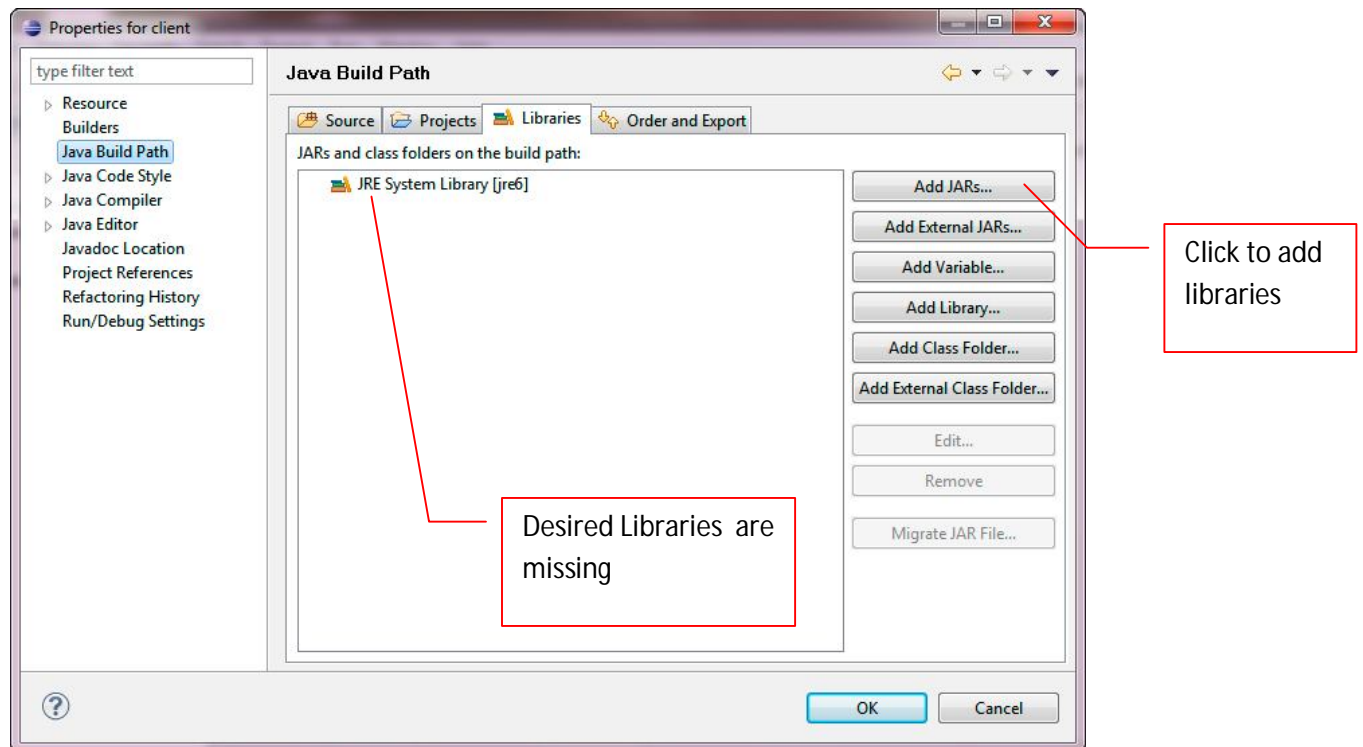 Properties for client
type filter text
Java Build Path
Resource
Builders
Java Build Path
Java Code Style
Java Compiler
Java Editor
Javadoc Location
Project References
Refactoring History
Run/Debug Settings
Source
Projects
Libraries
Order and Export
JARs and class folders on the build path:
JRE System Library [jre6]
Add JARs...
Add External JARs...
Add Variable...
Add Library...
Add Class Folder...
Add External Class Folder...
Edit...
Remove
Migrate JAR File...
Click to add
libraries
Desired Libraries are
missing
?
OK
Cancel